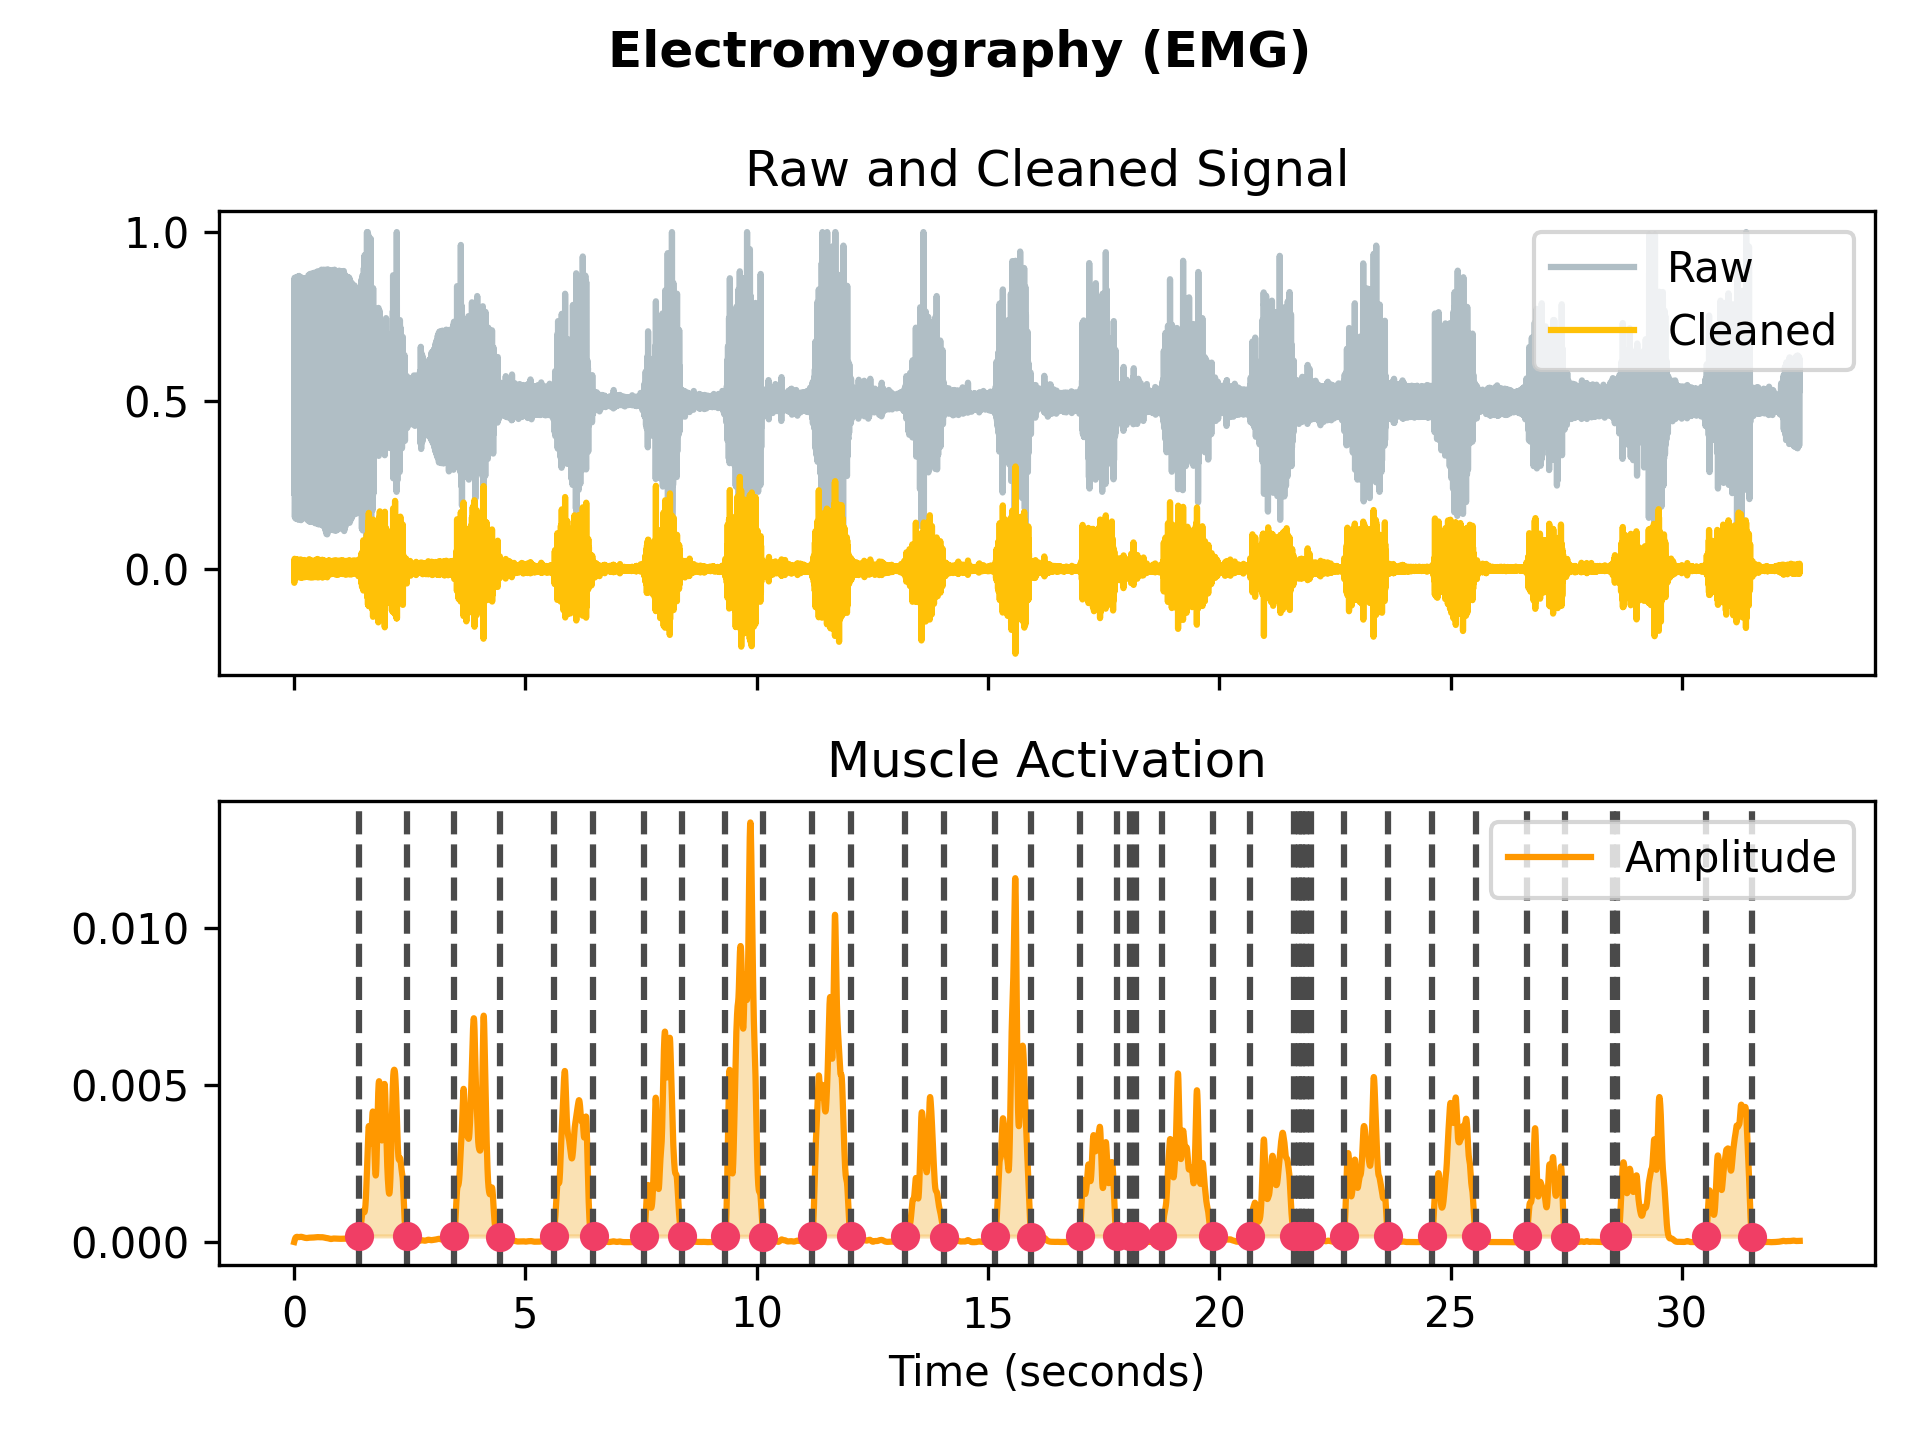 Electromyography (EMG)
Raw and Cleaned Signal
1.0
0.5
0.0
Raw
Cleaned
Muscle Activation
0.010
0.005
0.000
Amplitude
0 5 10 15 20 25 30
Time (seconds)